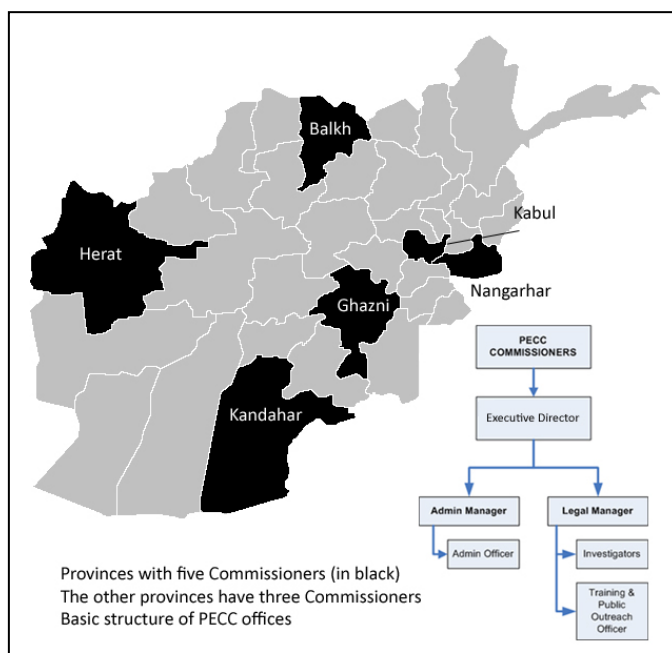 Balkh
Kabul
Herat
Nangarhar
Ghazni
Kandahar
PECC
COMMISSIONERS
Executive Director
Admin Manager
Legal Manager
Admin Officer
Investigators
Training &
Public
Outreach
Officer
Provinces with five Commissioners (in black)
The other provinces have three Commissioners
Basic structure of PECC offices